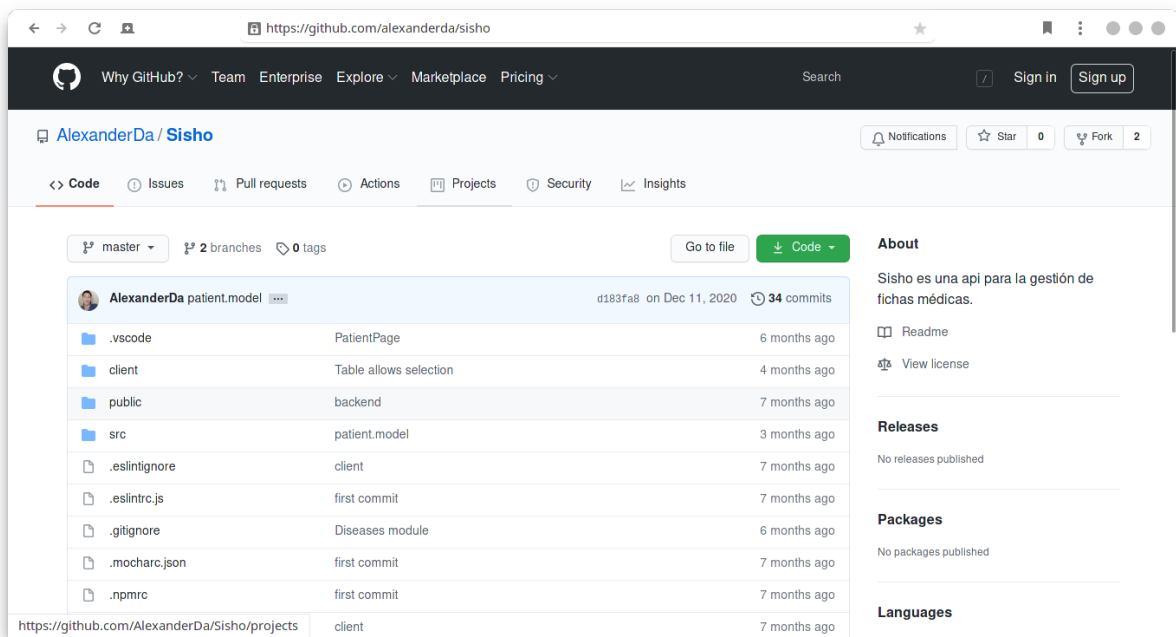 https://github.com/alexanderda/sisho
Why GitHub? Team Enterprise Explore Marketplace Pricing Search / Sign in Sign up
AlexanderDa / Sisho Notifications Star 0 Fork 2
<> Code Issues Pull requests Actions Projects Security Insights
master 2 branches 0 tags Go to file Code
AlexanderDa patient.model ... d183fa8 on Dec 11, 2020 34 commits
.vscode PatientPage 6 months ago
client Table allows selection 4 months ago
public backend 7 months ago
src patient.model 3 months ago
.eslintignore client 7 months ago
.eslintrc.js first commit 7 months ago
.gitignore Diseases module 6 months ago
.mocharc.json first commit 7 months ago
.npmrc first commit 7 months ago
client 7 months ago
About
Sisho es una api para la gestión de
fichas médicas.
Readme
View license
Releases
No releases published
Packages
No packages published
Languages
https://github.com/AlexanderDa/Sisho/projects